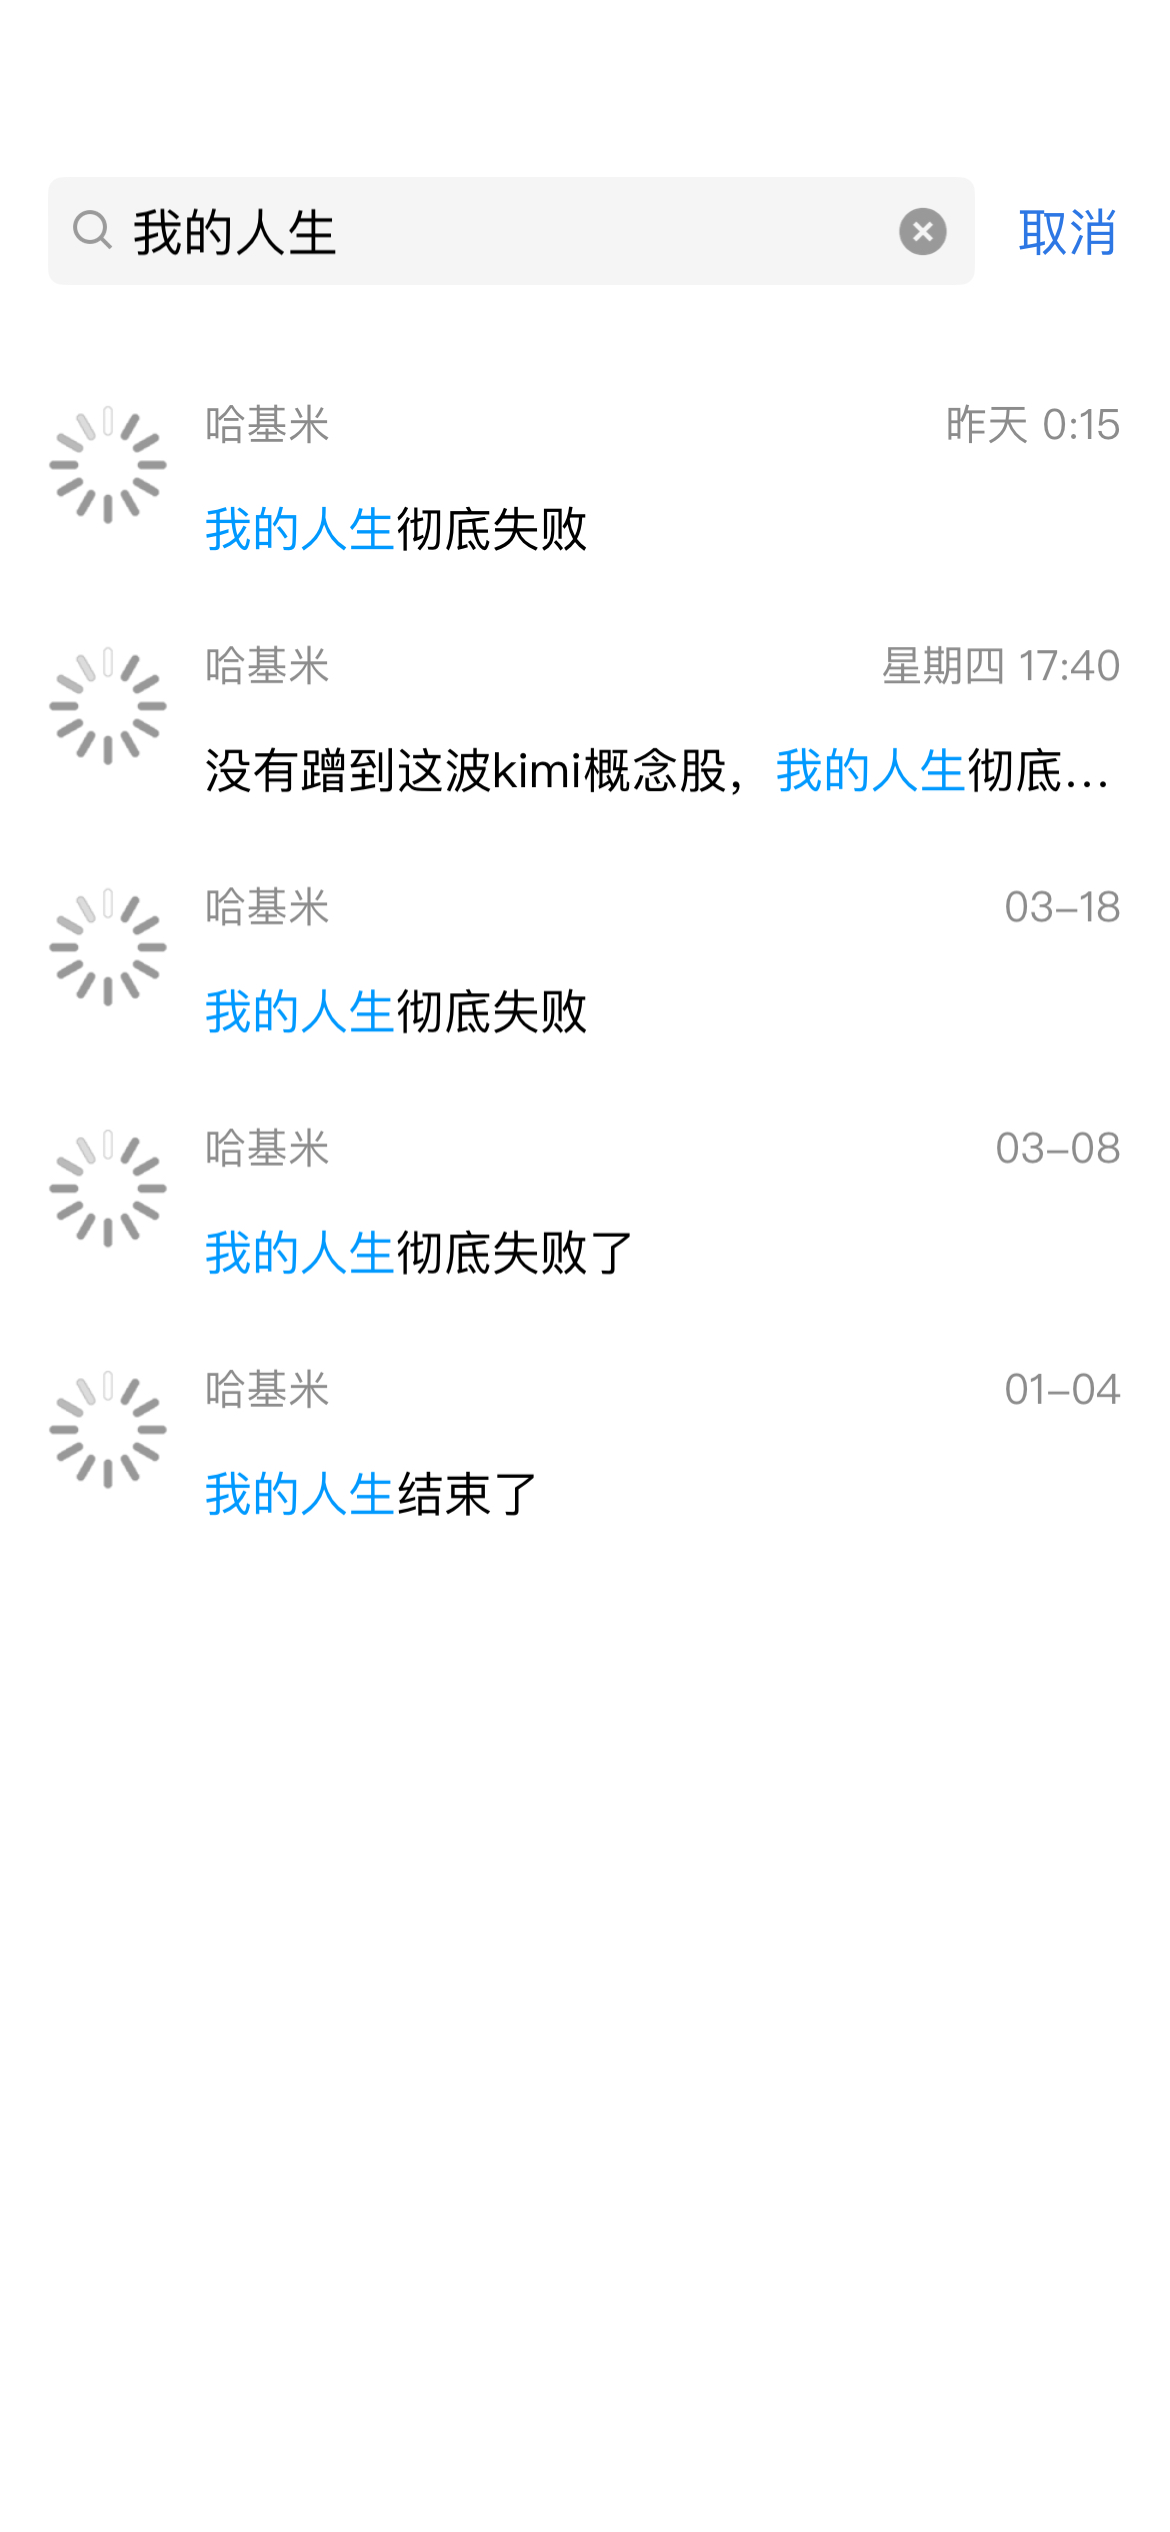 我的人生
取消
哈基米
昨天 0:15
我的人生彻底失败
哈基米
星期四 17:40
没有蹭到这波kimi概念股，我的人生彻底...
哈基米
03-18
我的人生彻底失败
哈基米
03-08
我的人生彻底失败了
哈基米
01-04
我的人生结束了